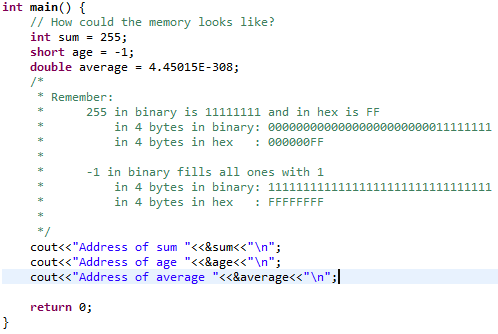 int main() {
// How could the memory looks like?
int sum = 255;
short age = -1;
double average = 4.45015E-308;
/*
* Remember:
* 255 in binary is 11111111 and in hex is FF
* in 4 bytes in binary: 00000000000000000000000011111111
* in 4 bytes in hex : 000000FF
*
* -1 in binary fills all ones with 1
* in 4 bytes in binary: 11111111111111111111111111111111
* in 4 bytes in hex : FFFFFFFF
*
*/
cout<<"Address of sum "<<&sum<<"\n";
cout<<"Address of age "<<&age<<"\n";
cout<<"Address of average "<<&average<<"\n";
return 0;
}